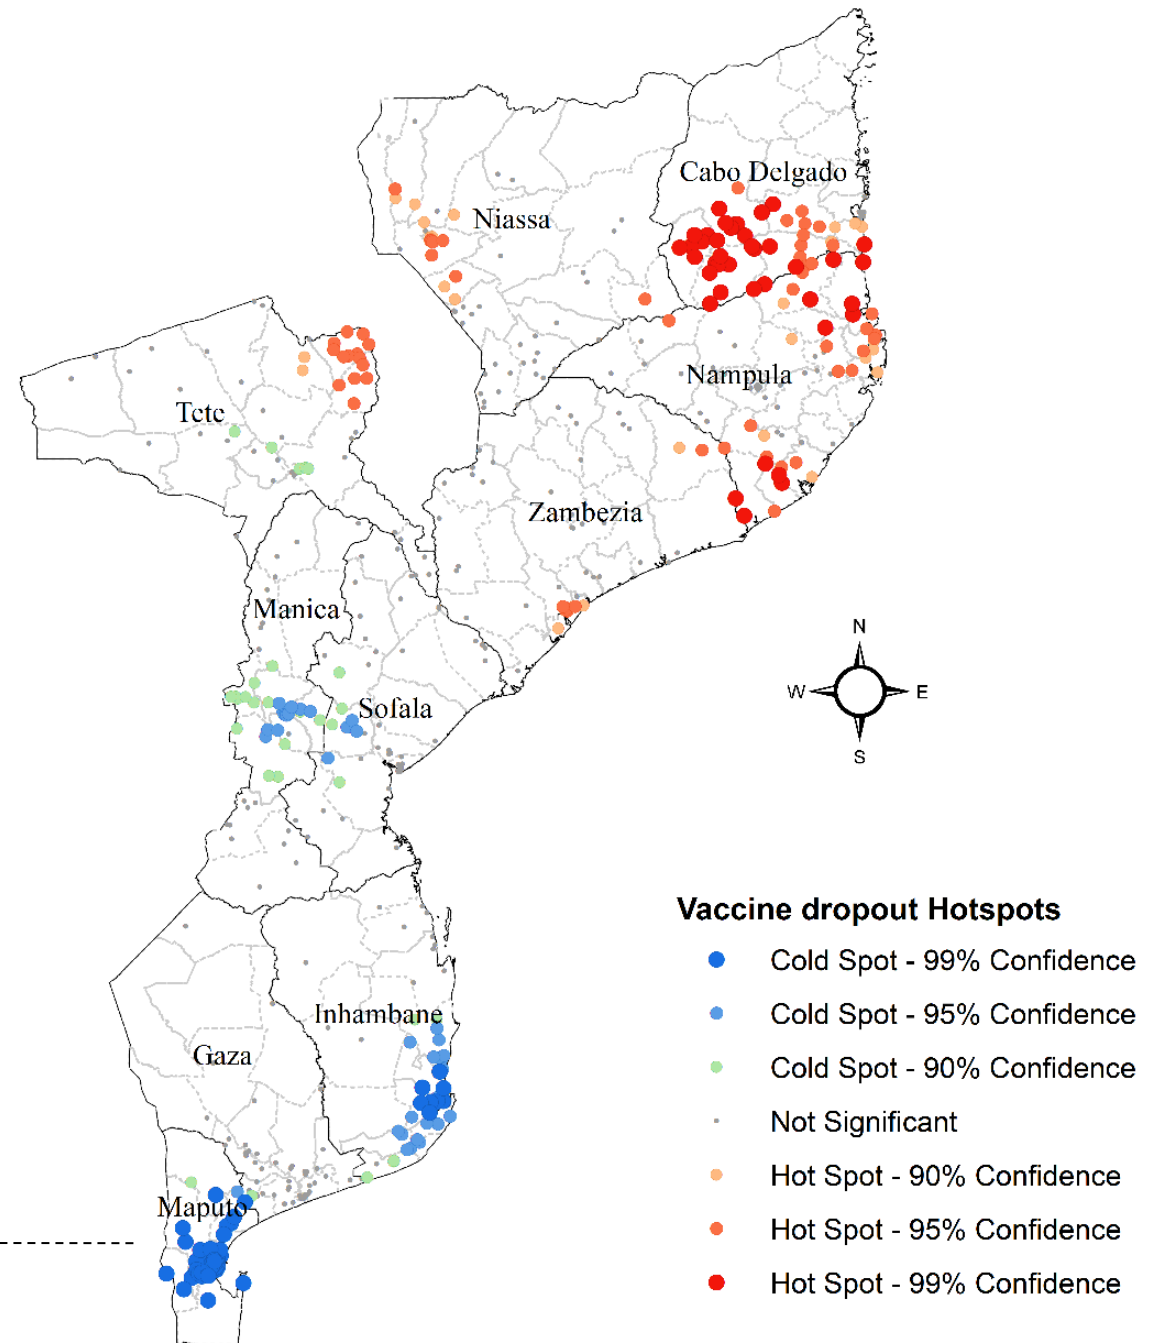 Cabo Delgado
Niassa
Nampula
Tete
Zambezia
Manica
Sofala
N
W
E
S
Inhambane
Gaza
Maputo
Vaccine dropout Hotspots
Cold Spot - 99% Confidence
Cold Spot - 95% Confidence
Cold Spot - 90% Confidence
Not Significant
Hot Spot - 90% Confidence
Hot Spot - 95% Confidence
Hot Spot - 99% Confidence